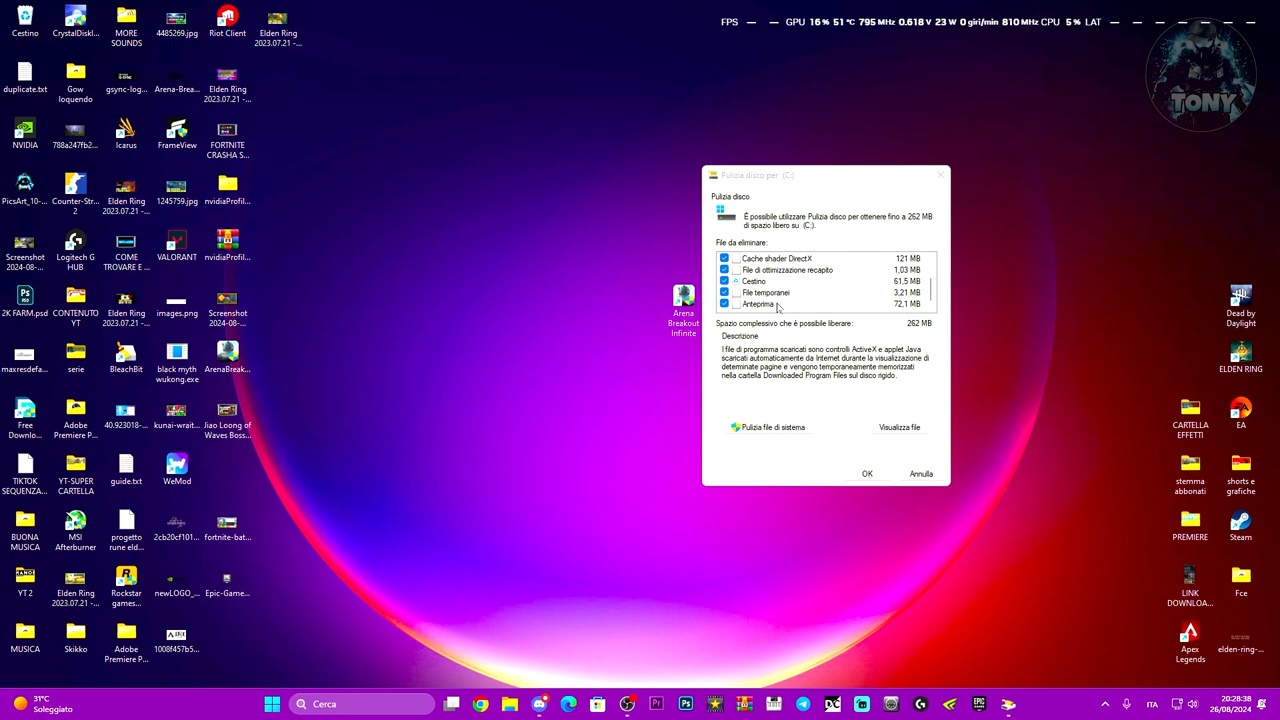 FPS — — GPU 16 % 51 °C 795 MHz 0.618 V 23 W 0 giri/min 810 MHz CPU 5 % LAT — — — — — — —
TONY
Cestino
CrystalDiskI...
MORE
SOUNDS
4485269.jpg
Riot Client
Elden Ring
2023.07.21 -...
duplicate.txt
Gow
loquendo
gsync-log...
Arena-Brea...
Elden Ring
2023.07.21 -...
NVIDIA
788a247fb2...
Icarus
FrameView
FORTNITE
CRASHA S...
PicsArt_10-...
Counter-Str...
2
Elden Ring
2023.07.21 -...
1245759.jpg
nvidiaProfil...
Screenshot
2024-08-...
Logitech G
HUB
COME
TROVARE E ...
VALORANT
nvidiaProfil...
2K FARM.psd
CONTENUTO
YT
Elden Ring
2023.07.21 -...
images.png
Screenshot
2024-08-...
maxresdefa...
serie
BleachBit
black myth
wukong.exe
ArenaBreak...
Free
Downlo...
Adobe
Premiere P...
40.923018-...
kunai-wrait...
Jiao Loong of
Waves Boss...
TIKTOK
SEQUENZA...
YT-SUPER
CARTELLA
guide.txt
WeMod
BUONA
MUSICA
MSI
Afterburner
progetto
rune eld...
2cb20cf101...
fortnite-bat...
YT 2
Elden Ring
2023.07.21 -...
Rockstar
games...
newLOGO_...
Epic-Game...
MUSICA
Skikko
Adobe
Premiere P...
1008f457b5...
Arena
Breakout
Infinite
Pulizia disco per (C:)
Pulizia disco
È possibile utilizzare Pulizia disco per ottenere fino a 262 MB
di spazio libero su (C:).
File da eliminare:
Cache shader DirectX 121 MB
File di ottimizzazione recapito 1,03 MB
Cestino 61,5 MB
File temporanei 3,21 MB
Anteprima 72,1 MB
Spazio complessivo che è possibile liberare: 262 MB
Descrizione
I file di programma scaricati sono controlli ActiveX e applet Java
scaricati automaticamente da Internet durante la visualizzazione di
determinate pagine e vengono temporaneamente memorizzati
nella cartella Downloaded Program Files sul disco rigido.
Pulizia file di sistema
Visualizza file
OK
Annulla
Dead by
Daylight
ELDEN RING
CARTELLA
EFFETTI
EA
stemma
abbonati
shorts e
grafiche
PREMIERE
Steam
LINK
DOWNLOA...
Fce
Apex
Legends
elden-ring-...
31°C
Soleggiato
Cerca
ITA
20:28:38
26/08/2024